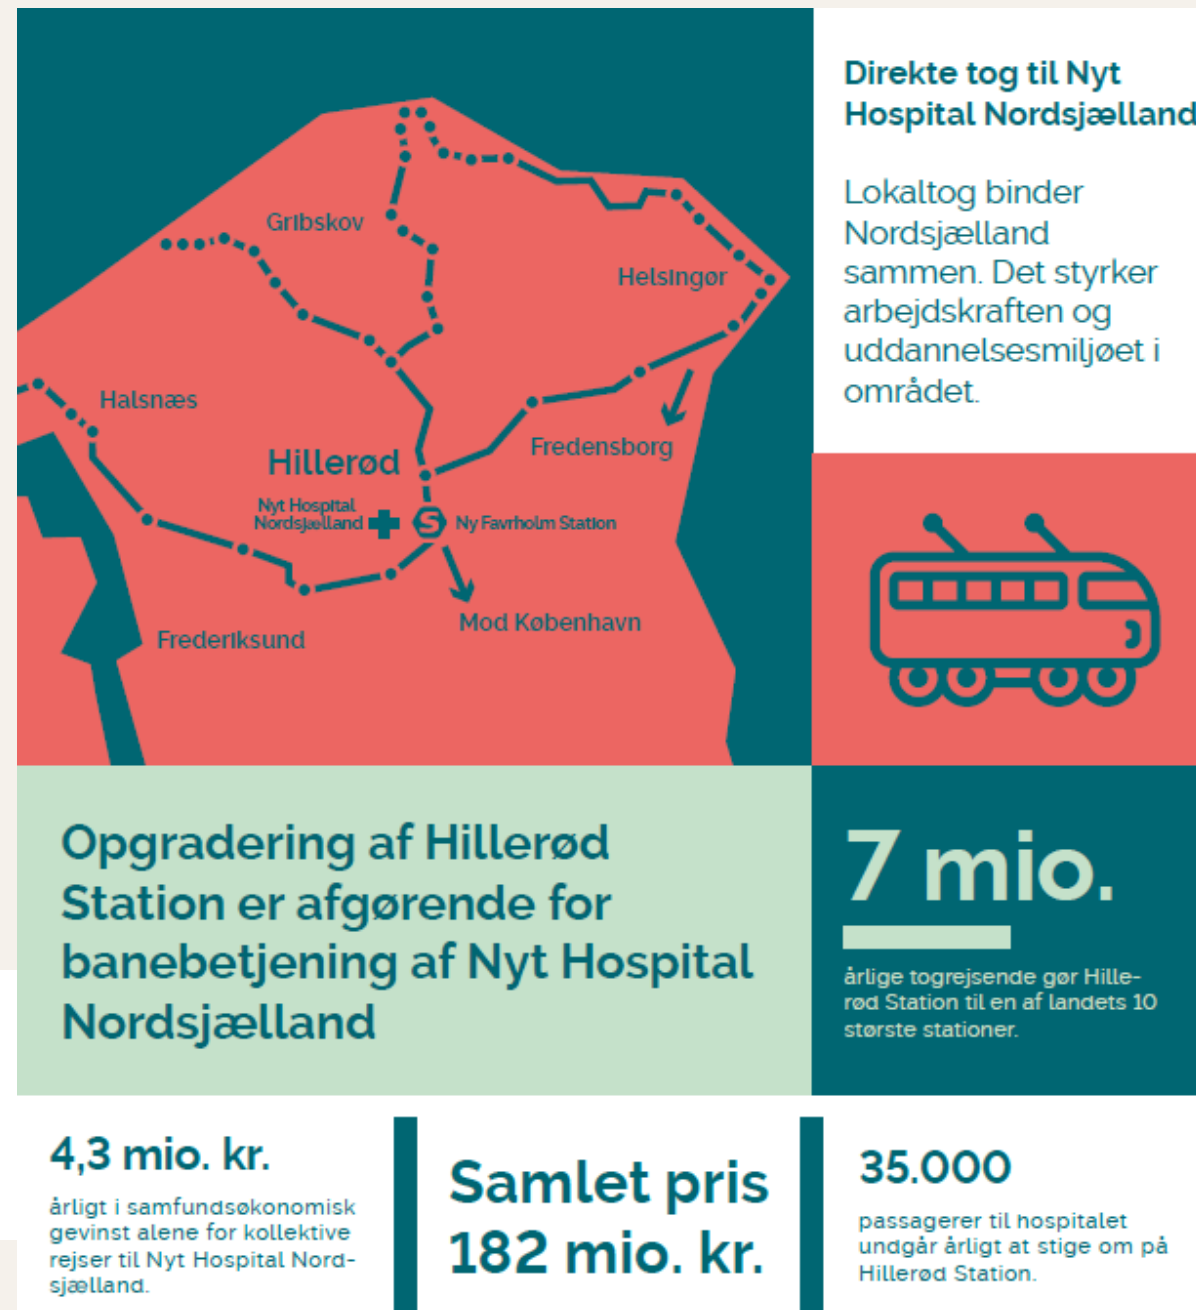 Direkte tog til Nyt
Hospital Nordsjælland
Lokaltog binder
Nordsjælland
sammen. Det styrker
arbejdskraften og
uddannelsesmiljøet i
området.
Gribskov
Helsingør
Halsnæs
Fredensborg
Hillerød
Nyt Hospital
Nordsjælland
S
Ny Favrholm Station
Mod København
Frederiksund
Opgradering af Hillerød
Station er afgørende for
banebetjening af Nyt Hospital
Nordsjælland
7 mio.
årlige togrejsende gør Hille-
rød Station til en af landets 10
største stationer.
4,3 mio. kr.
årligt i samfundsøkonomisk
gevinst alene for kollektive
rejser til Nyt Hospital Nord-
sjælland.
Samlet pris
182 mio. kr.
35.000
passagerer til hospitalet
undgår årligt at stige om på
Hillerød Station.